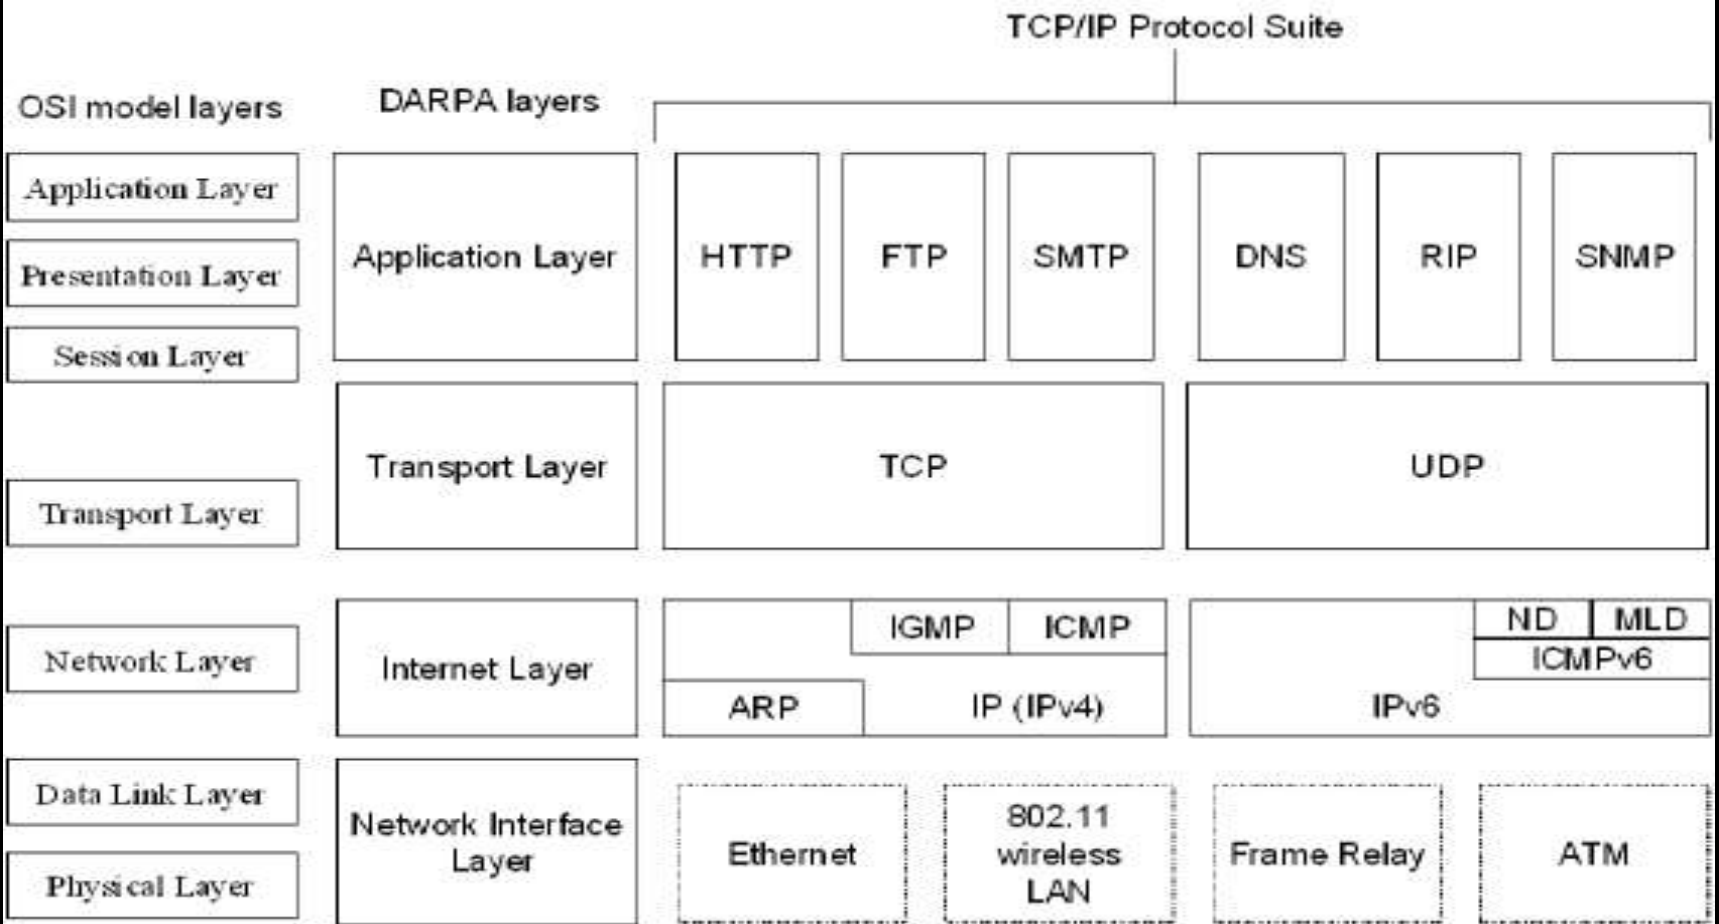 TCP/IP Protocol Suite
OSI model layers
DARPA layers
Application Layer
Presentation Layer
Session Layer
Application Layer
HTTP
FTP
SMTP
DNS
RIP
SNMP
Transport Layer
Transport Layer
TCP
UDP
Network Layer
Internet Layer
IGMP
ICMP
ARP
IP (IPv4)
ND
MLD
ICMPv6
IPv6
Data Link Layer
Physical Layer
Network Interface
Layer
Ethernet
802.11
wireless
LAN
Frame Relay
ATM